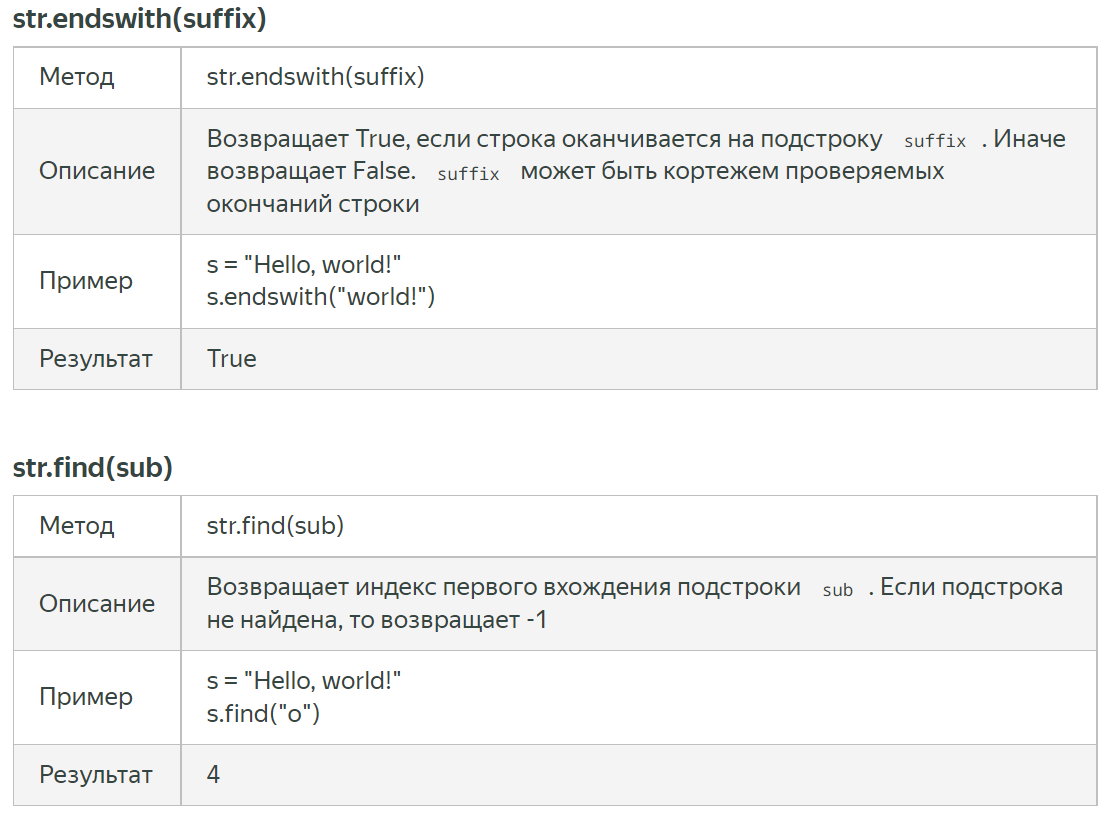 str.endswith(suffix)
Метод str.endswith(suffix)
Описание Возвращает True, если строка оканчивается на подстроку suffix . Иначе
возвращает False. suffix может быть кортежем проверяемых
окончаний строки
Пример s = "Hello, world!"
s.endswith("world!")
Результат True
str.find(sub)
Метод str.find(sub)
Описание Возвращает индекс первого вхождения подстроки sub . Если подстрока
не найдена, то возвращает -1
Пример s = "Hello, world!"
s.find("o")
Результат 4